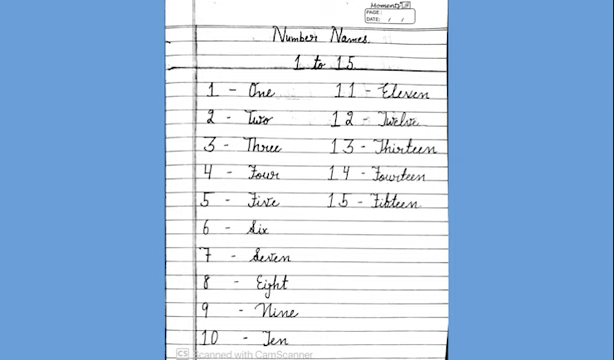 Moments
PAGE:
DATE: / /
Number Names.
1 to 15
1 - One
2 - Two
3 - Three
4 - Four
5 - Five
6 - Six
7 - Seven
8 - Eight
9 - Nine
10 - Ten
11 - Eleven
12 - Twelve
13 - Thirteen
14 - Fourteen
15 - Fifteen.
CS Scanned with CamScanner